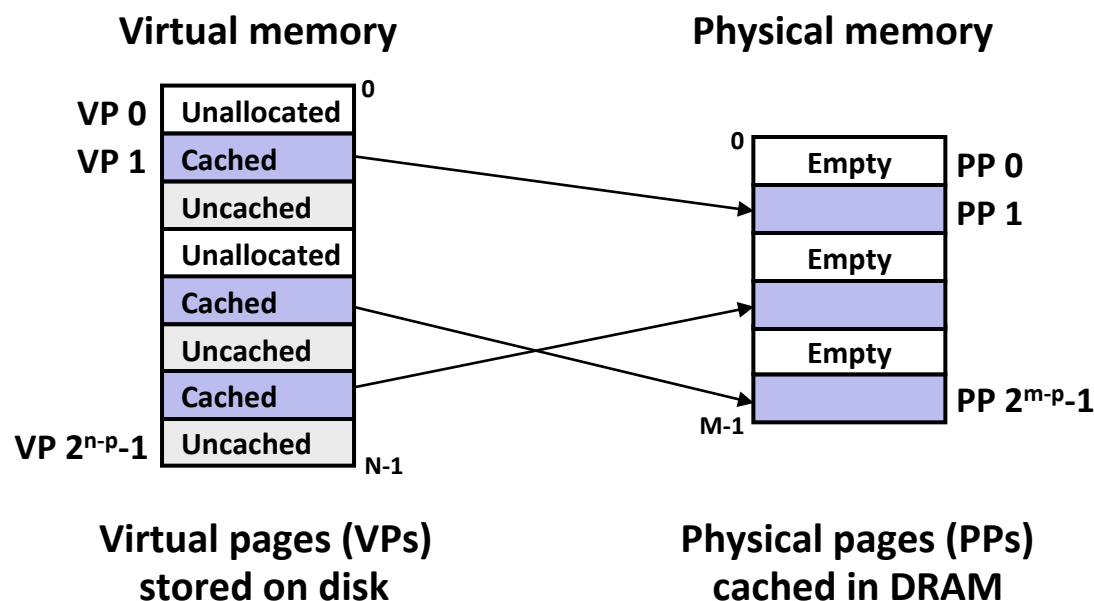 Virtual memory
Physical memory
0
VP 0
Unallocated
VP 1
Cached
Uncached
Unallocated
Cached
Uncached
Cached
VP 2ⁿ⁻ᵖ-1
Uncached
N-1
0
Empty
PP 0
PP 1
Empty
Empty
PP 2ᵐ⁻ᵖ-1
M-1
Virtual pages (VPs)
stored on disk
Physical pages (PPs)
cached in DRAM